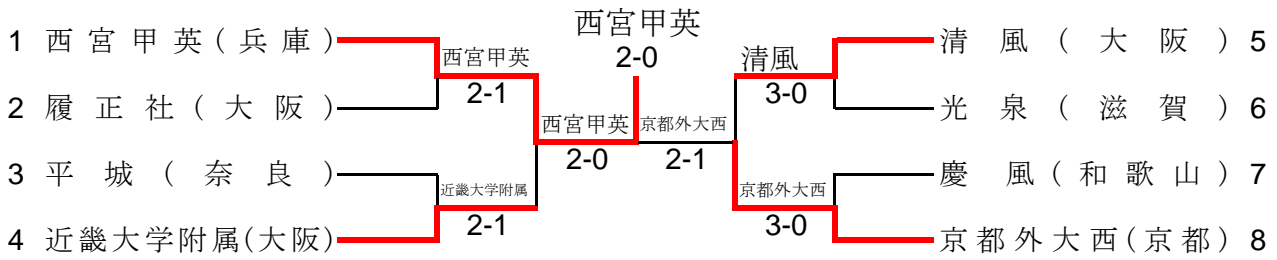 西宮甲英
2-0
1 西宮甲英(兵庫)
西宮甲英
2-1
2 履正社(大阪)
西宮甲英
2-0
3 平城(奈良)
近畿大学附属
2-1
4 近畿大学附属(大阪)
清風
3-0
清風(大阪) 5
光泉(滋賀) 6
京都外大西
2-1
慶風(和歌山) 7
京都外大西
3-0
京都外大西(京都) 8